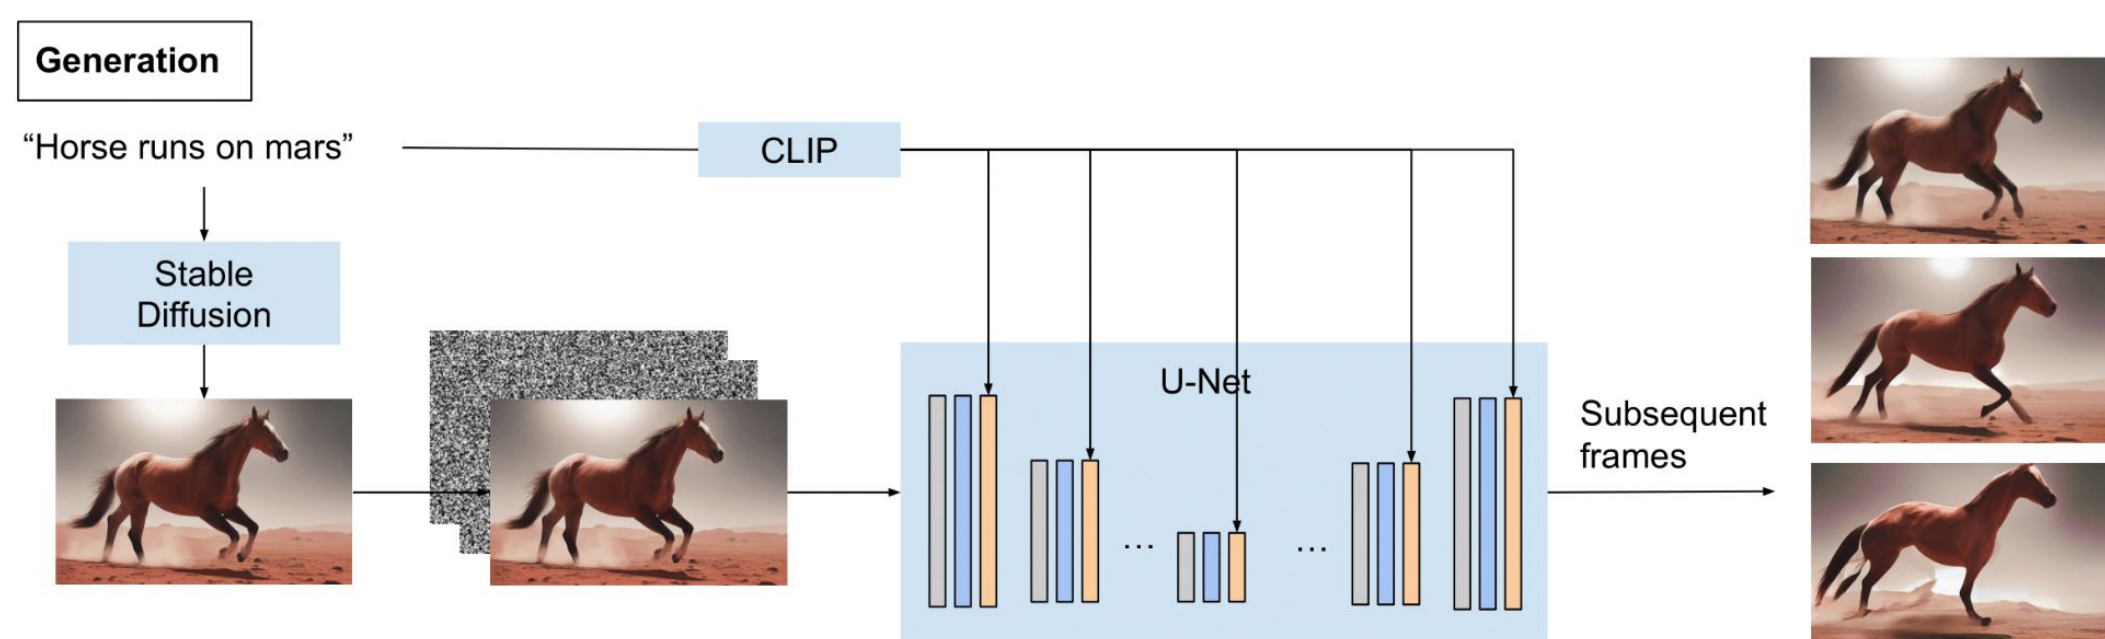 Generation
“Horse runs on mars”
CLIP
Stable
Diffusion
U-Net
Subsequent
frames
...
...